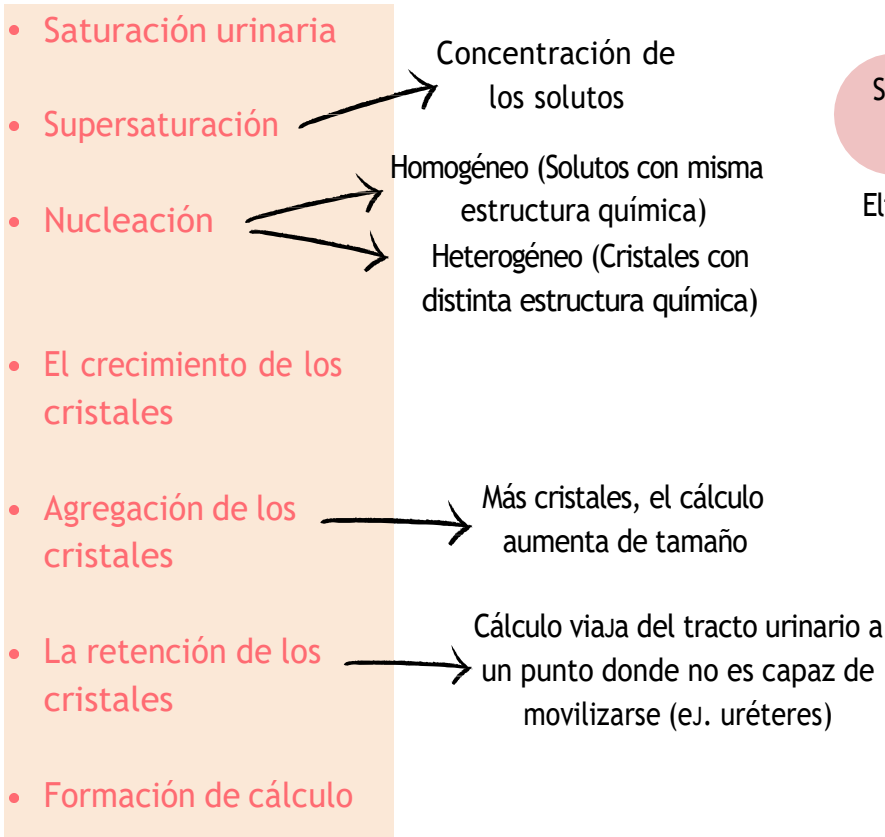 Saturación urinaria
Supersaturación
Concentración de
los solutos
Nucleación
Homogéneo (Solutos con misma
estructura química)
Heterogéneo (Cristales con
distinta estructura química)
El crecimiento de los
cristales
Agregación de los
cristales
Más cristales, el cálculo
aumenta de tamaño
La retención de los
cristales
Cálculo viaJa del tracto urinario a
un punto donde no es capaz de
movilizarse (eJ. uréteres)
Formación de cálculo